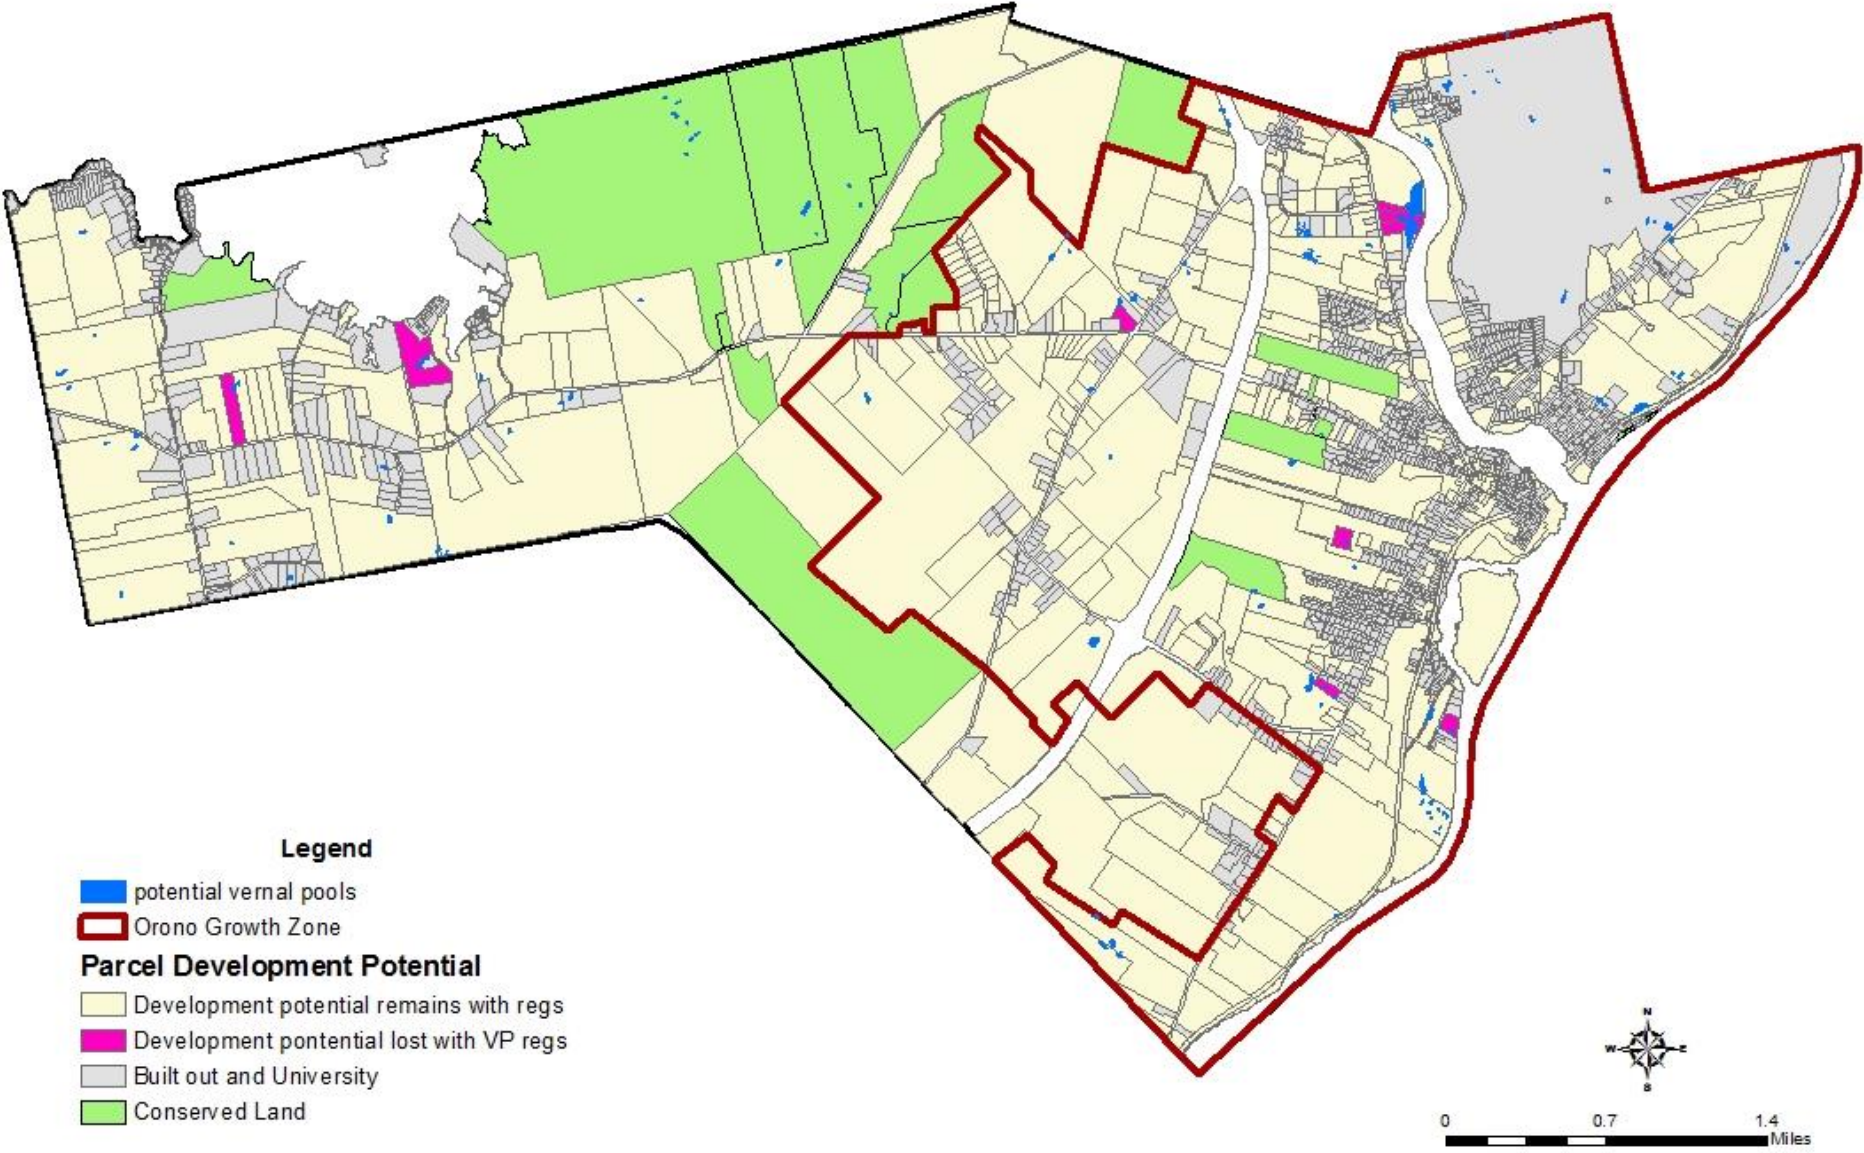 Legend
potential vernal pools
Orono Growth Zone
Parcel Development Potential
Development potential remains with regs
Development pontential lost with VP regs
Built out and University
Conserved Land
N
W E
S
0 0.7 1.4
Miles